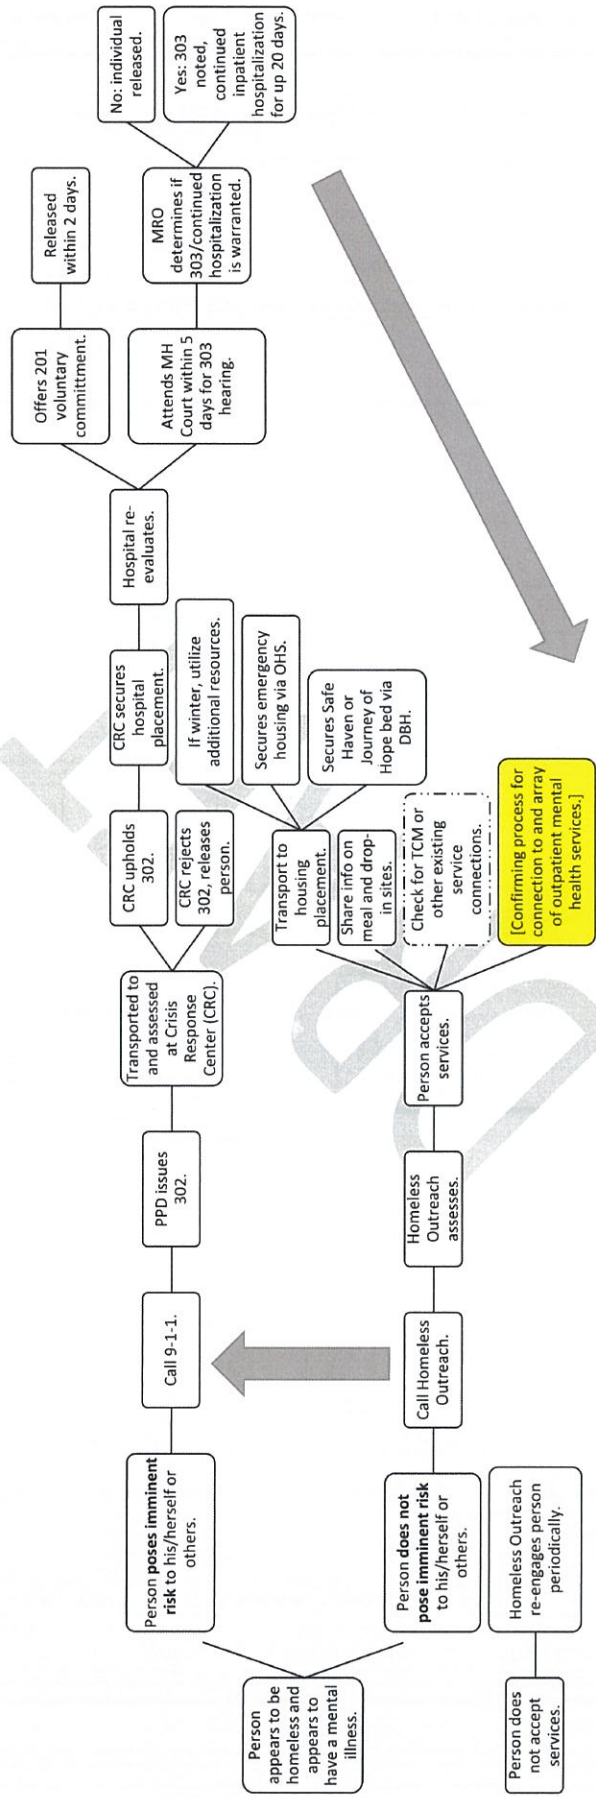 Person
appears to be
homeless and
appears to
have a mental
illness.
Person poses imminent
risk to his/herself or
others.
Call 9-1-1.
PPD issues
302.
Transported to
and assessed
at Crisis
Response
Center (CRC).
CRC upholds
302.
CRC secures
hospital
placement.
Hospital re-
evaluates.
Offers 201
voluntary
committment.
Released
within 2 days.
Attends MH
Court within 5
days for 303
hearing.
MRO
determines if
303/continued
hospitalization
is warranted.
No: individual
released.
Yes: 303
noted,
continued
inpatient
hospitalization
for up 20 days.
CRC rejects
302, releases
person.
Person does not
pose imminent risk
to his/herself or
others.
Call Homeless
Outreach.
Homeless
Outreach
assesses.
Person accepts
services.
Transport to
housing
placement.
If winter, utilize
additional resources.
Secures emergency
housing via OHS.
Secures Safe
Haven or
Journey of
Hope bed via
DBH.
Share info on
meal and drop-
in sites.
Check for TCM or
other existing
service
connections.
[Confirming process for
connection to and array
of outpatient mental
health services.]
Person does
not accept
services.
Homeless Outreach
re-engages person
periodically.
DRAFT